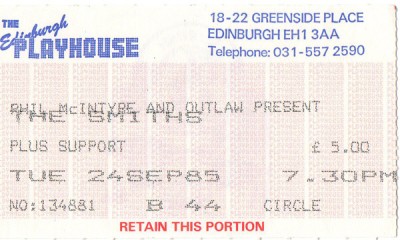 THE
Edinburgh
PLAYHOUSE
18-22 GREENSIDE PLACE
EDINBURGH EH1 3AA
Telephone: 031-557 2590
PHIL McINTYRE AND OUTLAW PRESENT
THE SMITHS
PLUS SUPPORT £ 5.00
TUE 24SEP85 7.30PM
NO:134881 B 44 CIRCLE
RETAIN THIS PORTION